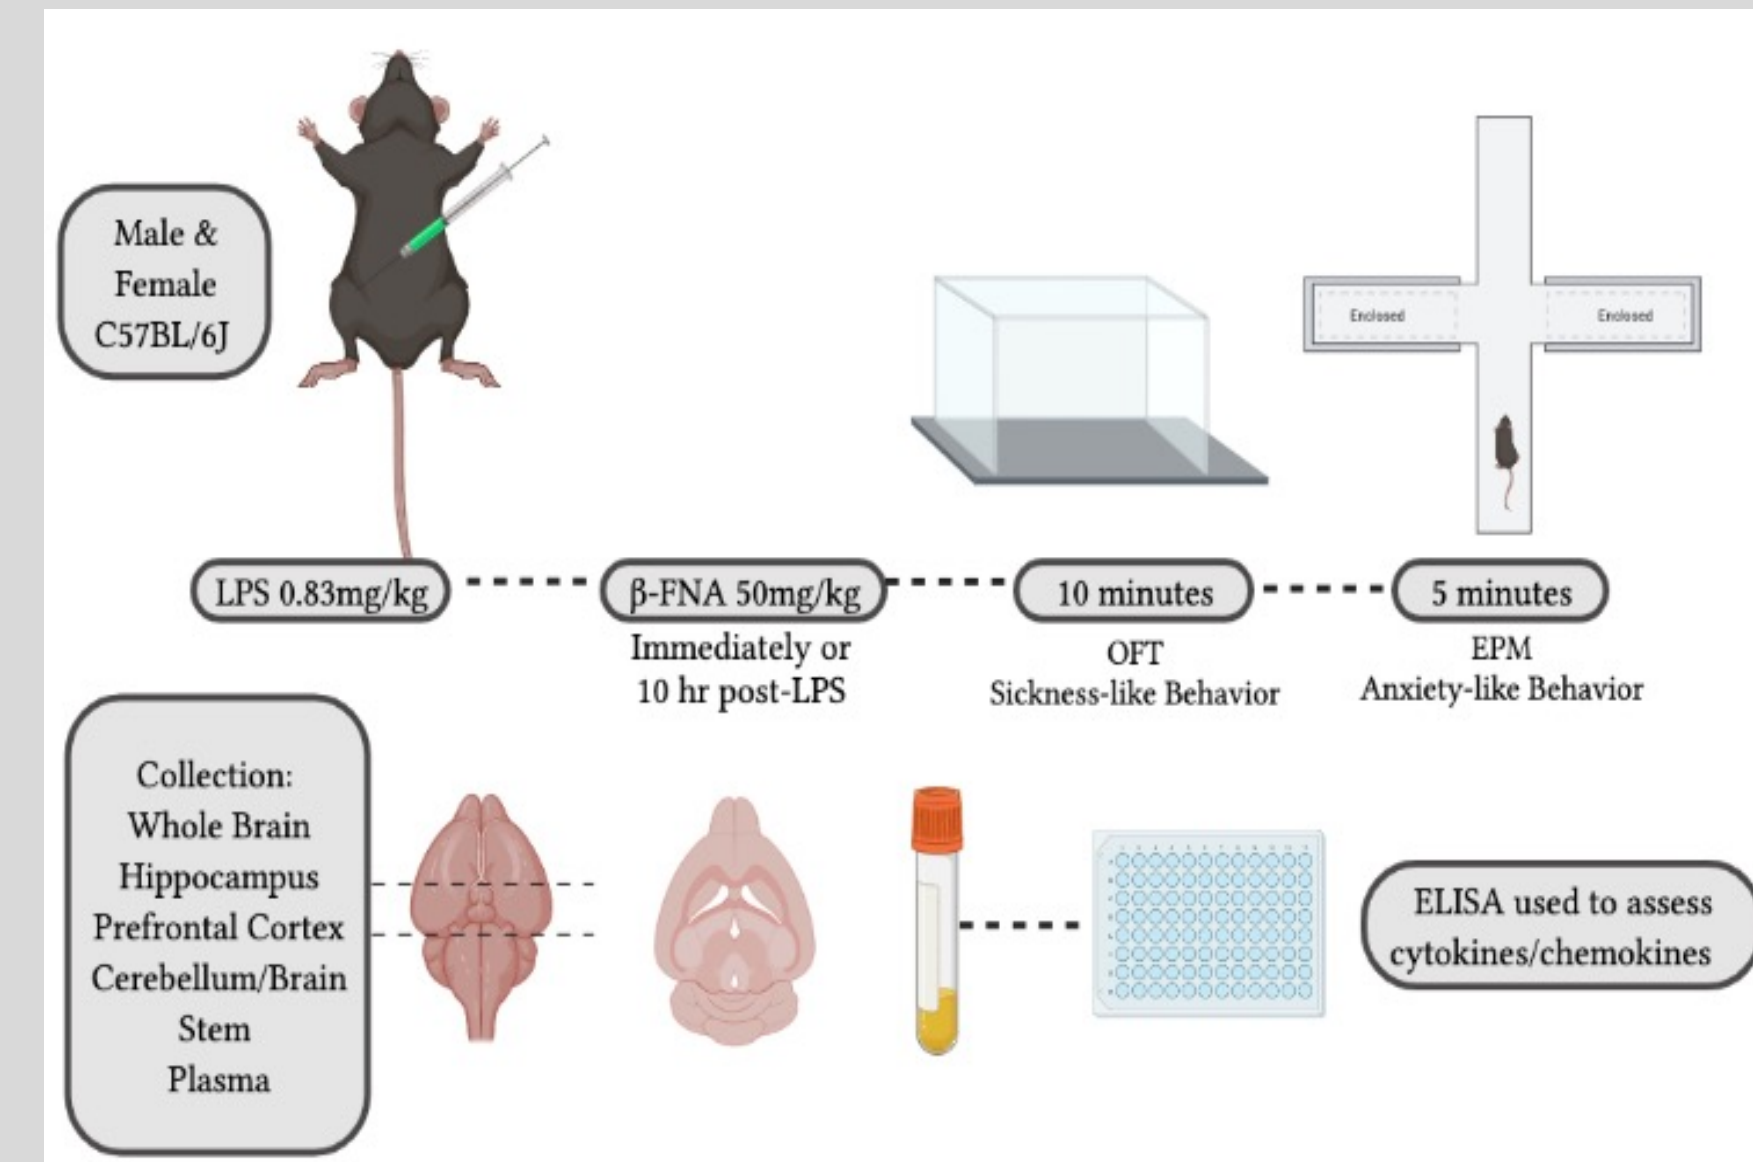 Male &
Female
C57BL/6J
Enclosed
Enclosed
LPS 0.83mg/kg
β-FNA 50mg/kg
10 minutes
5 minutes
Immediately or
10 hr post-LPS
OFT
Sickness-like Behavior
EPM
Anxiety-like Behavior
Collection:
Whole Brain
Hippocampus
Prefrontal Cortex
Cerebellum/Brain
Stem
Plasma
ELISA used to assess
cytokines/chemokines